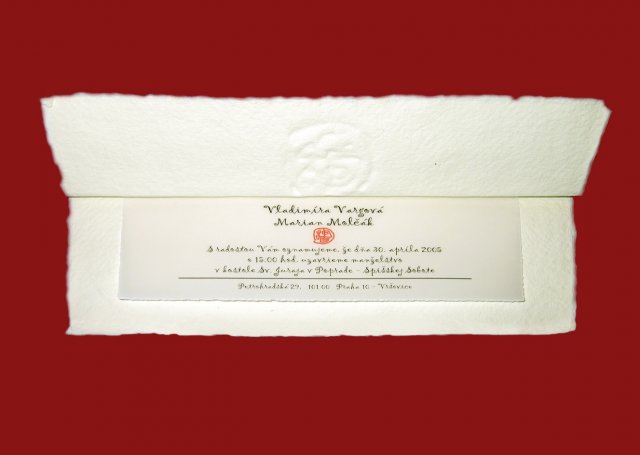 Vladimíra Vargová
Marian Molčák
S radosťou Vám oznamujeme, že dňa 30. apríla 2005
o 15:00 hod. uzavrieme manželstvo
v kostole Sv. Juraja v Poprade - Spišskej Sobote
Petrohradská 29, 101 00 Praha 10 - Vršovice